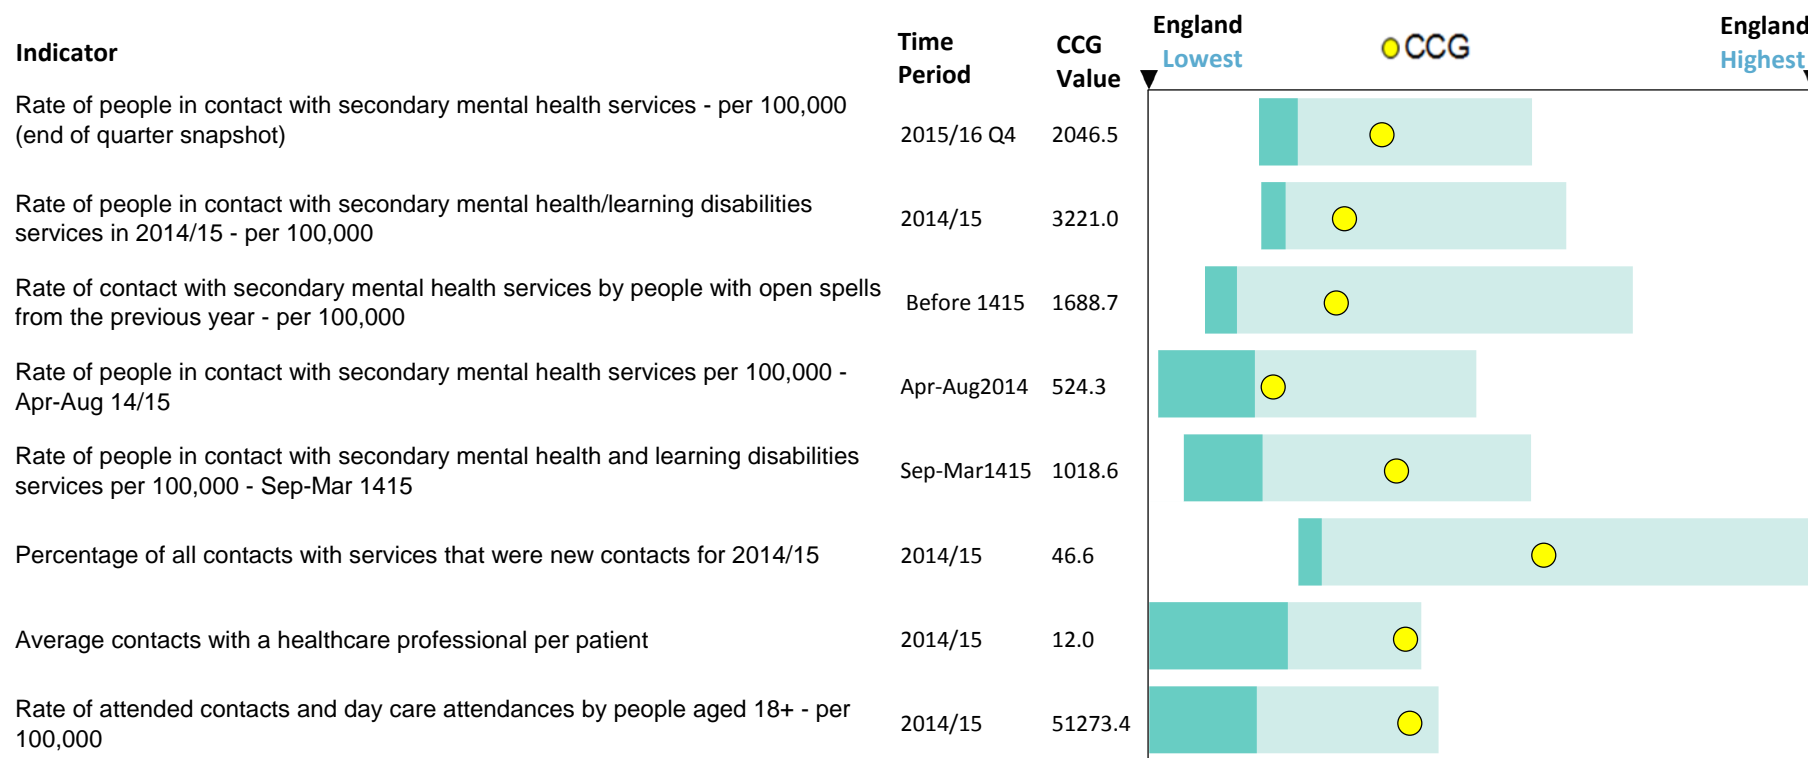 Indicator
Time Period
CCG Value
England Lowest
CCG
England Highest
Rate of people in contact with secondary mental health services - per 100,000
(end of quarter snapshot)
2015/16 Q4 2046.5
Rate of people in contact with secondary mental health/learning disabilities
services in 2014/15 - per 100,000
2014/15 3221.0
Rate of contact with secondary mental health services by people with open spells
from the previous year - per 100,000
Before 1415 1688.7
Rate of people in contact with secondary mental health services per 100,000 -
Apr-Aug 14/15
Apr-Aug2014 524.3
Rate of people in contact with secondary mental health and learning disabilities
services per 100,000 - Sep-Mar 1415
Sep-Mar1415 1018.6
Percentage of all contacts with services that were new contacts for 2014/15
2014/15 46.6
Average contacts with a healthcare professional per patient
2014/15 12.0
Rate of attended contacts and day care attendances by people aged 18+ - per
100,000
2014/15 51273.4